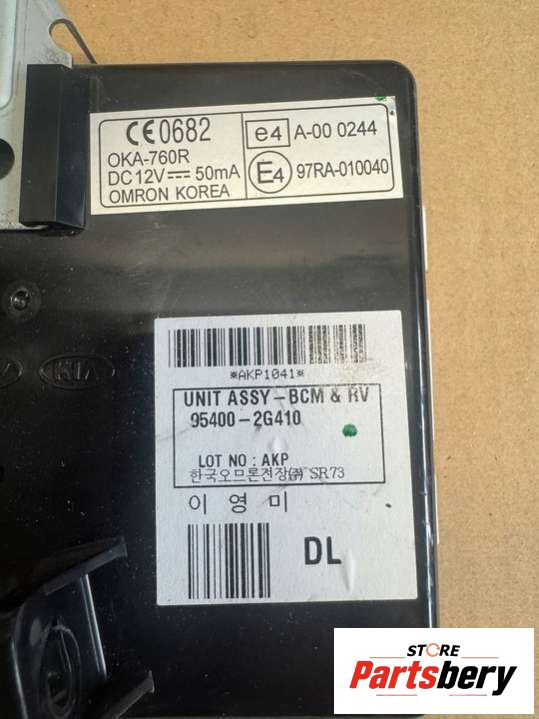 CE0682
OKA-760R
DC 12V⎓ 50mA
OMRON KOREA
e4 A-00 0244
E4 97RA-010040
KIA
*AKP1041*
UNIT ASSY-BCM & RV
95400-2G410
LOT NO : AKP
한국오므론전장㈜ SR73
이영미
DL
STORE
Partsbery